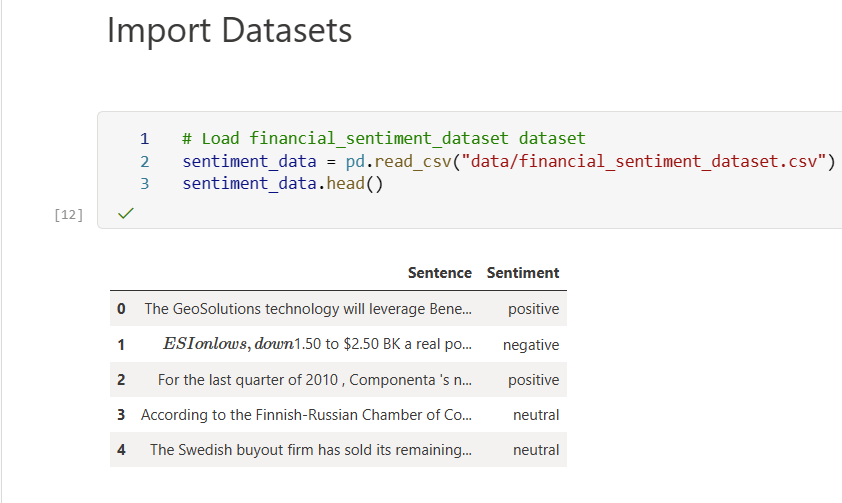 Import Datasets
1 # Load financial_sentiment_dataset dataset
2 sentiment_data = pd.read_csv("data/financial_sentiment_dataset.csv")
3 sentiment_data.head()
[12]
Sentence Sentiment
0 The GeoSolutions technology will leverage Bene... positive
1 ESIonlows, down1.50 to $2.50 BK a real po... negative
2 For the last quarter of 2010 , Componenta 's n... positive
3 According to the Finnish-Russian Chamber of Co... neutral
4 The Swedish buyout firm has sold its remaining... neutral